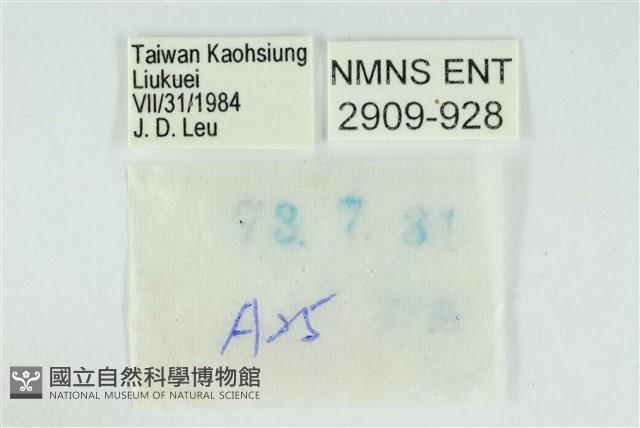 Taiwan Kaohsiung
Liukuei
VII/31/1984
J. D. Leu
NMNS ENT
2909-928
73. 7. 31
國立自然科學博物館
NATIONAL MUSEUM OF NATURAL SCIENCE